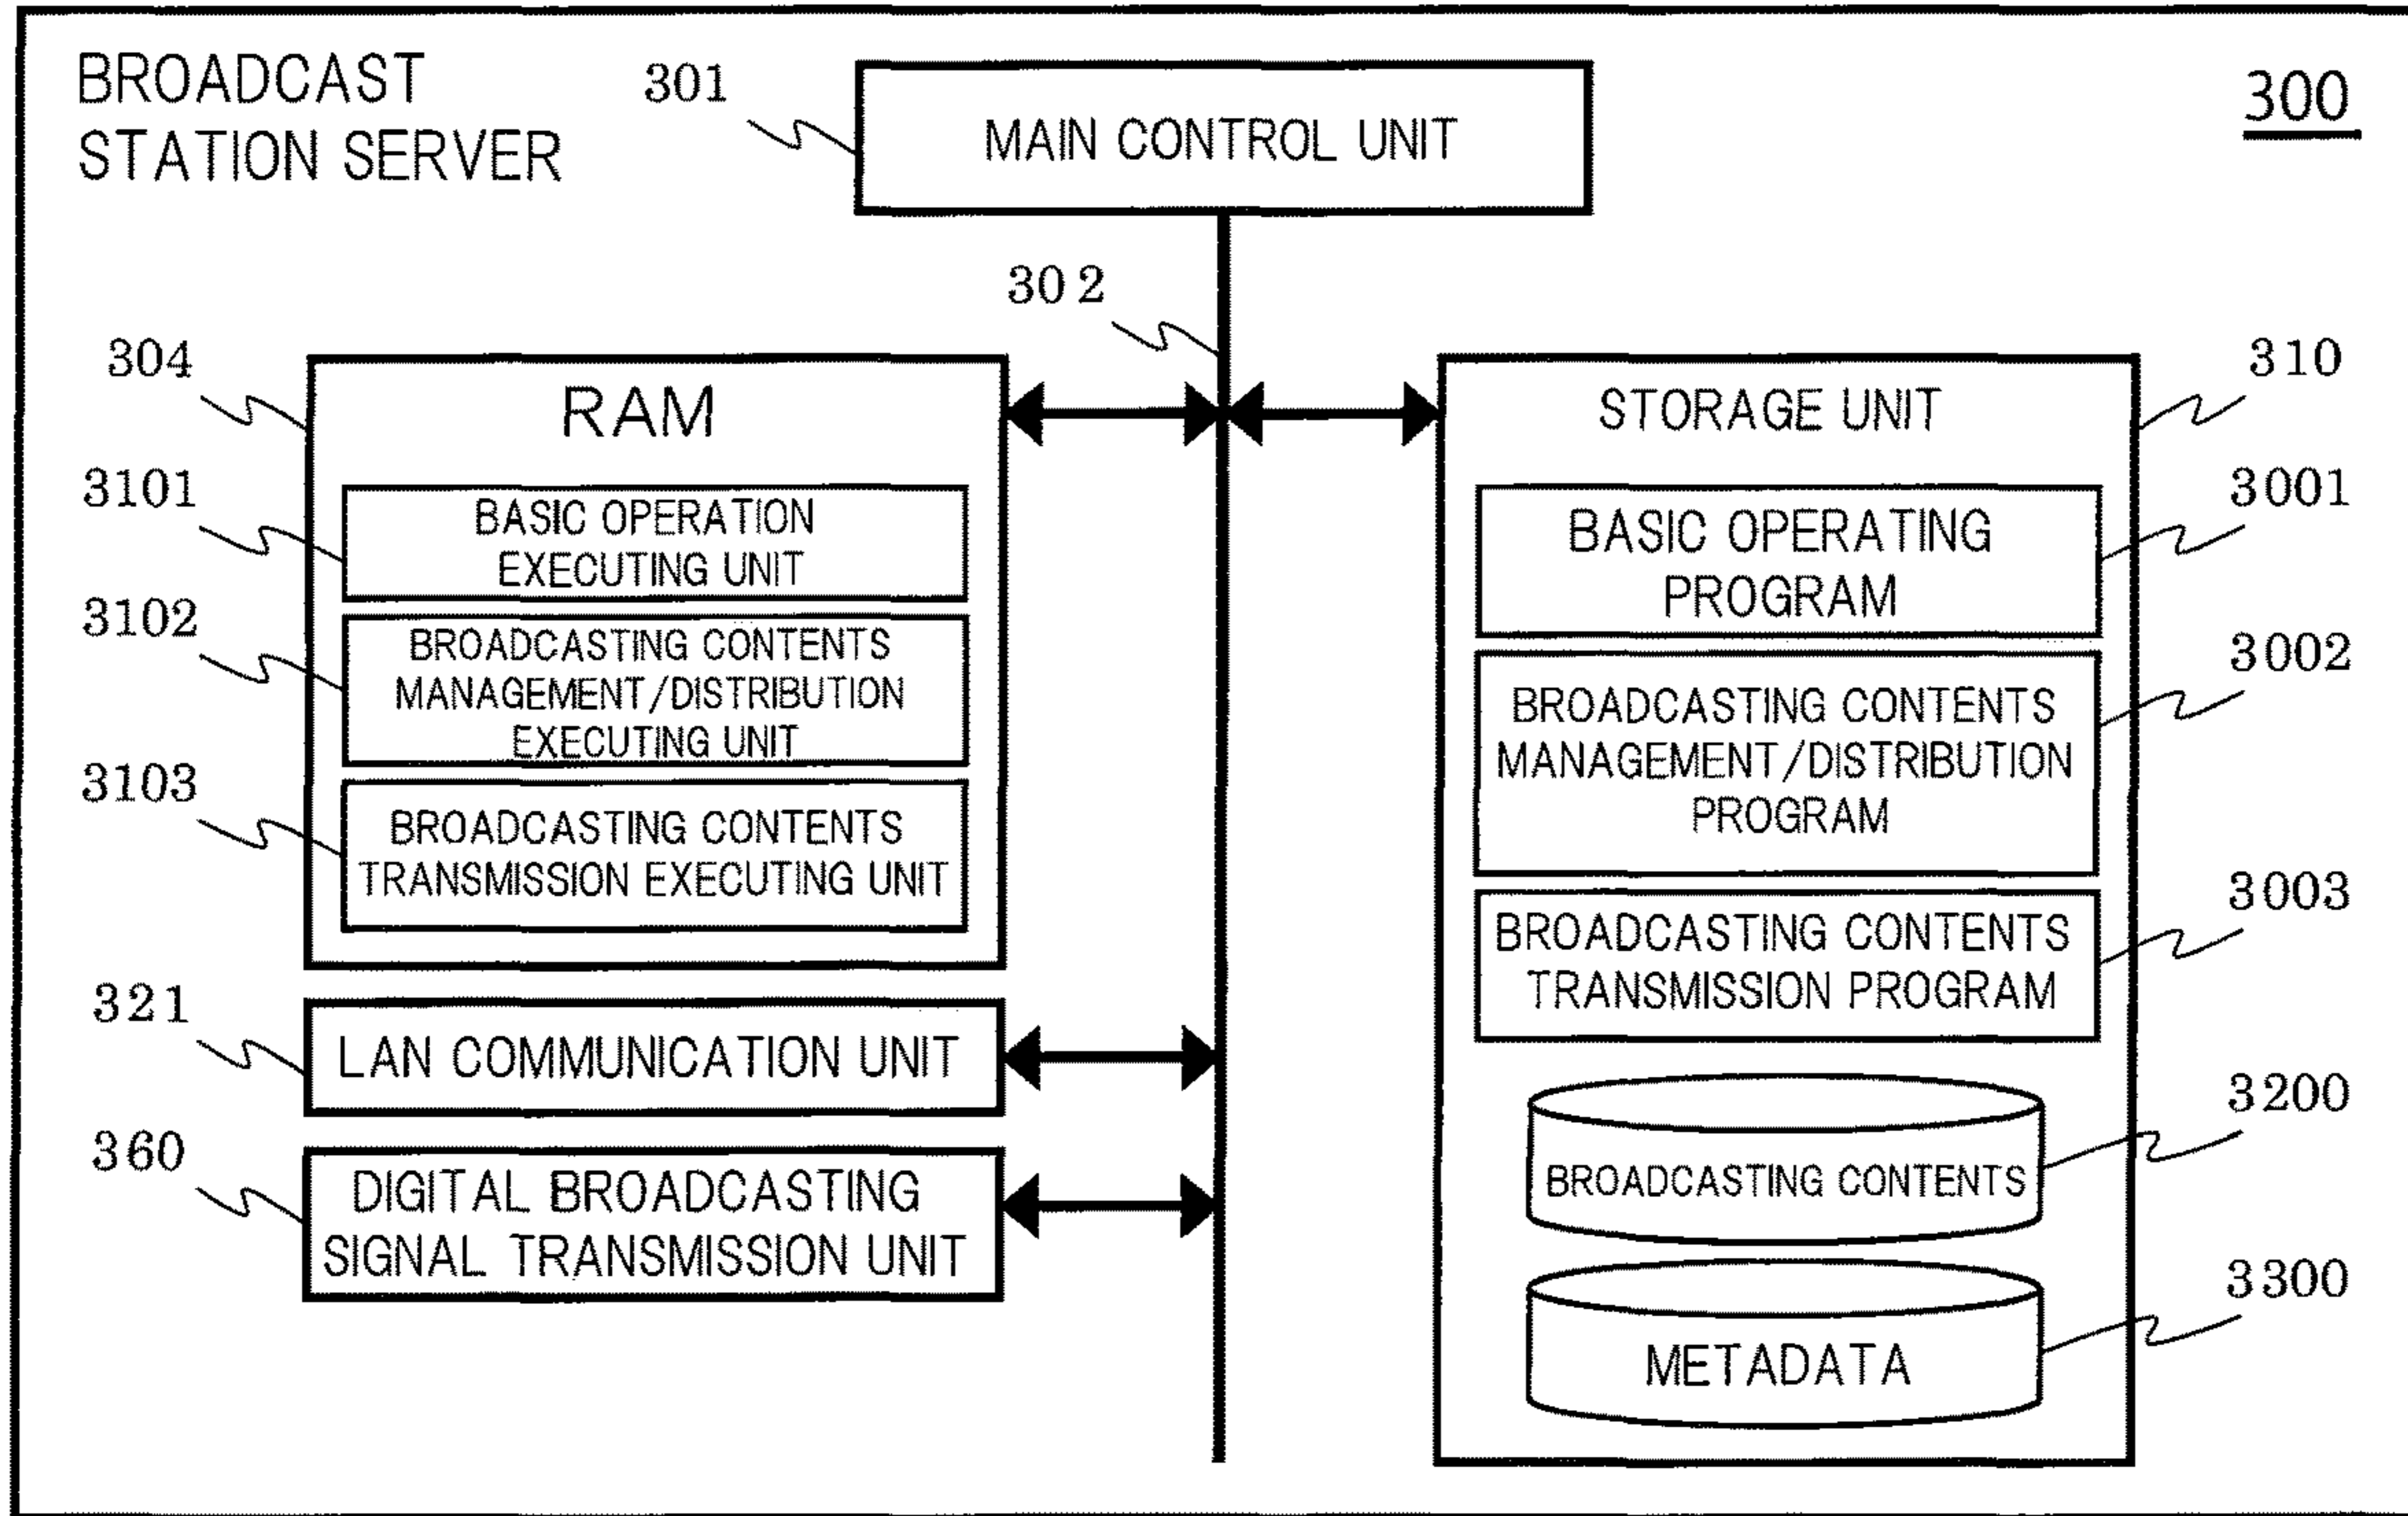 BROADCAST
STATION SERVER
300
301
MAIN CONTROL UNIT
302
304
RAM
3101
BASIC OPERATION
EXECUTING UNIT
3102
BROADCASTING CONTENTS
MANAGEMENT/DISTRIBUTION
EXECUTING UNIT
3103
BROADCASTING CONTENTS
TRANSMISSION EXECUTING UNIT
321
LAN COMMUNICATION UNIT
360
DIGITAL BROADCASTING
SIGNAL TRANSMISSION UNIT
310
STORAGE UNIT
3001
BASIC OPERATING
PROGRAM
3002
BROADCASTING CONTENTS
MANAGEMENT/DISTRIBUTION
PROGRAM
3003
BROADCASTING CONTENTS
TRANSMISSION PROGRAM
3200
BROADCASTING CONTENTS
3300
METADATA